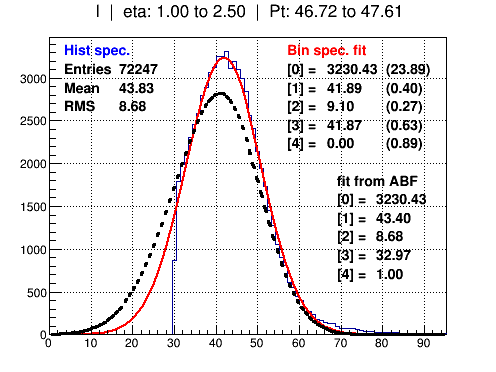 I | eta: 1.00 to 2.50 | Pt: 46.72 to 47.61
Hist spec.
Entries 72247
Mean 43.83
RMS 8.68
Bin spec. fit
[0] = 3230.43 (23.89)
[1] = 41.89 (0.40)
[2] = 9.10 (0.27)
[3] = 41.87 (0.63)
[4] = 0.00 (0.89)
fit from ABF
[0] = 3230.43
[1] = 43.40
[2] = 8.68
[3] = 32.97
[4] = 1.00
3000
2500
2000
1500
1000
500
0
0 10 20 30 40 50 60 70 80 90